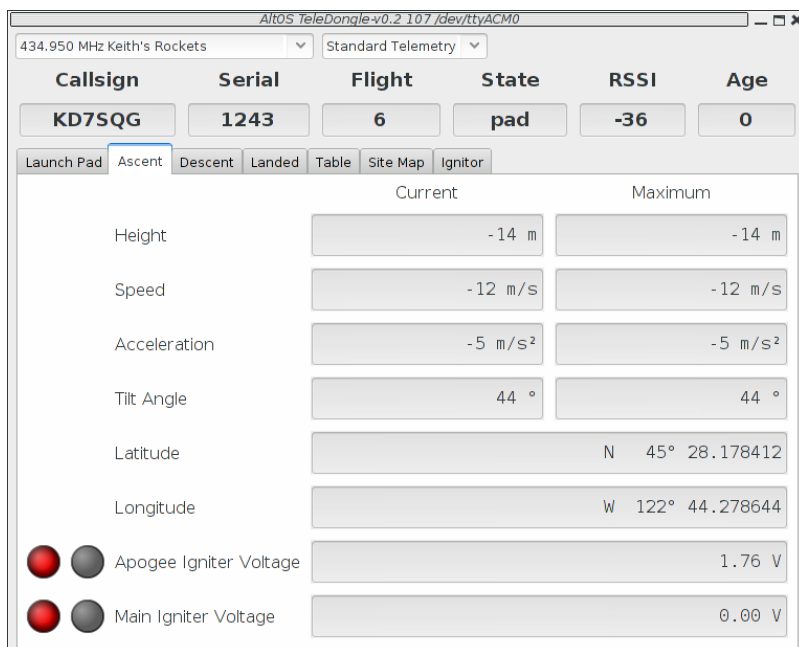 AltOS TeleDongle-v0.2 107 /dev/ttyACM0
434.950 MHz Keith's Rockets Standard Telemetry
Callsign Serial Flight State RSSI Age
KD7SQG 1243 6 pad -36 0
Launch Pad Ascent Descent Landed Table Site Map Ignitor
Current Maximum
Height -14 m -14 m
Speed -12 m/s -12 m/s
Acceleration -5 m/s² -5 m/s²
Tilt Angle 44 ° 44 °
Latitude N 45° 28.178412
Longitude W 122° 44.278644
Apogee Igniter Voltage 1.76 V
Main Igniter Voltage 0.00 V